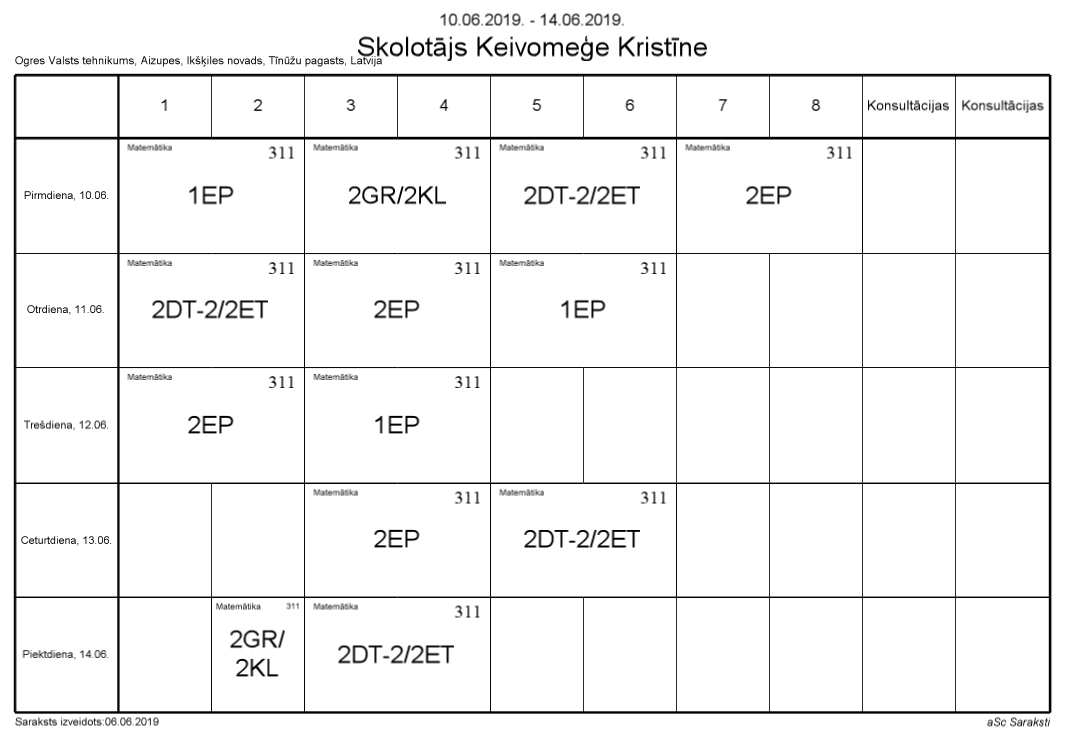 10.06.2019. - 14.06.2019.
Skolotājs Keivomeģe Kristīne
Ogres Valsts tehnikums, Aizupes, Ikšķiles novads, Tīnūžu pagasts, Latvija
1 2 3 4 5 6 7 8 Konsultācijas Konsultācijas
Matemātika 311 Matemātika 311 Matemātika 311 Matemātika 311
Pirmdiena, 10.06. 1EP 2GR/2KL 2DT-2/2ET 2EP
Matemātika 311 Matemātika 311 Matemātika 311
Otrdiena, 11.06. 2DT-2/2ET 2EP 1EP
Matemātika 311 Matemātika 311
Trešdiena, 12.06. 2EP 1EP
Matemātika 311 Matemātika 311
Ceturtdiena, 13.06. 2EP 2DT-2/2ET
Matemātika 311 Matemātika 311
Piektdiena, 14.06. 2GR/ 2DT-2/2ET
2KL
Saraksts izveidots:06.06.2019 aSc Saraksti